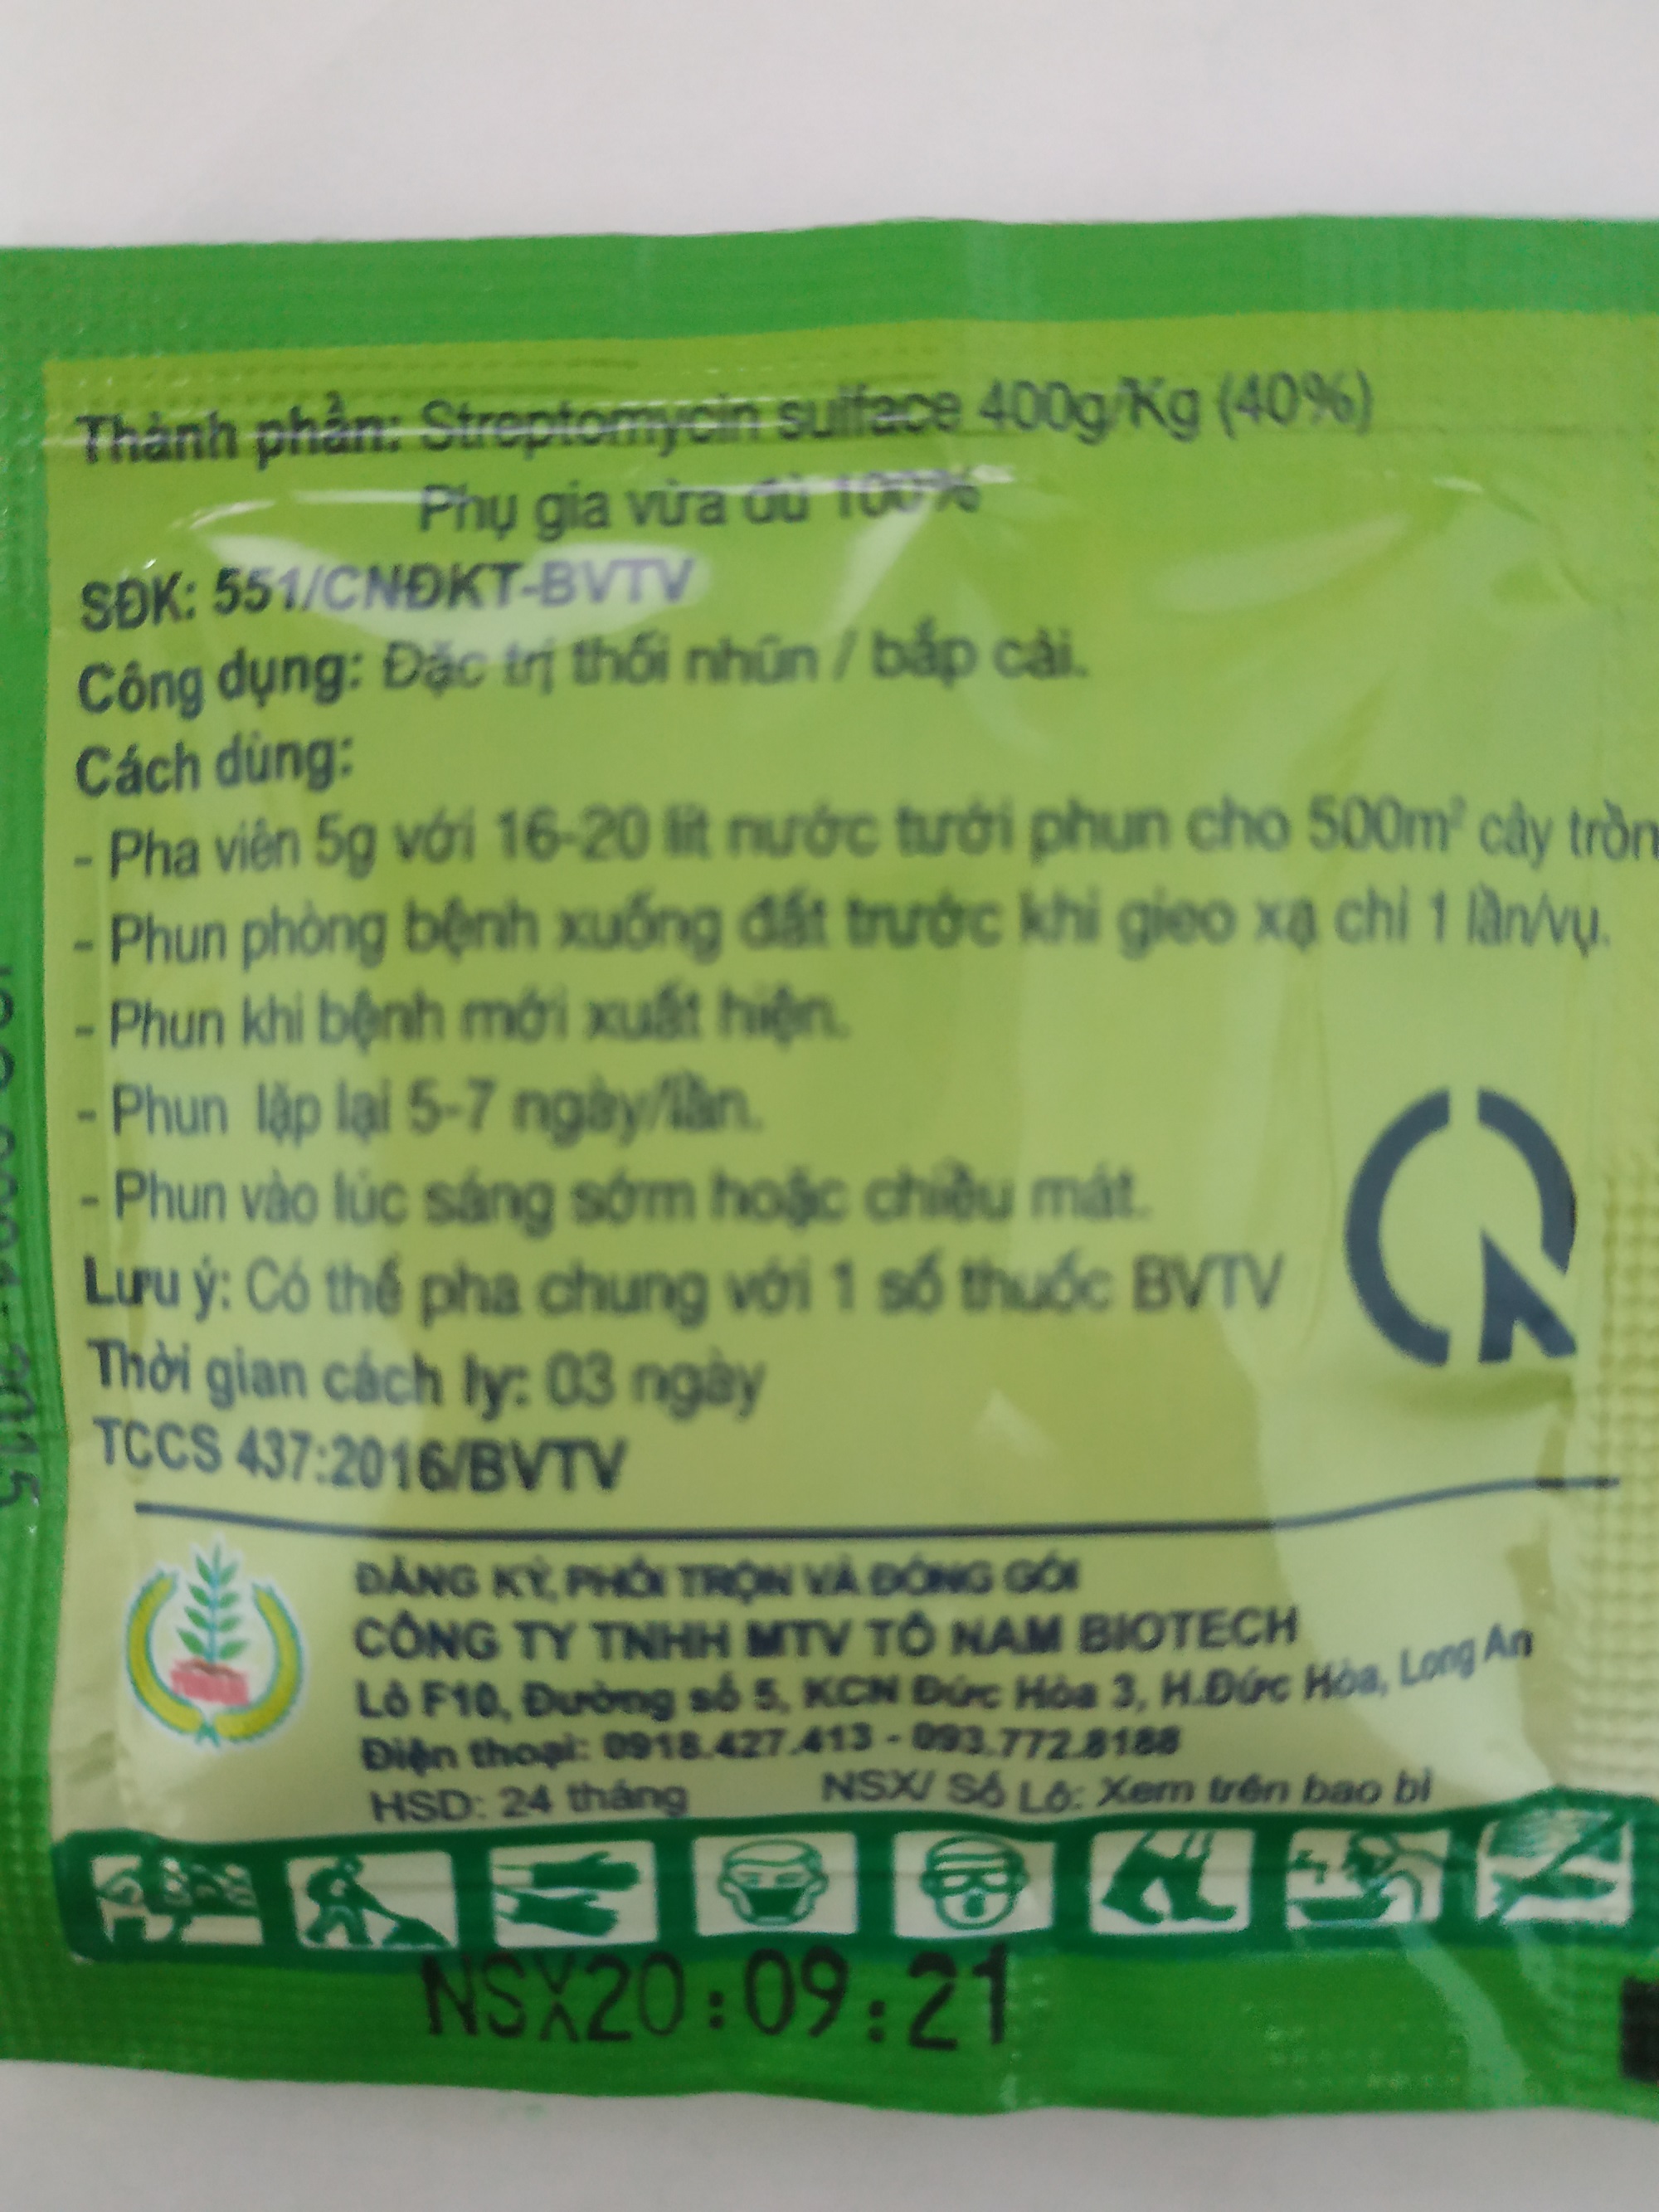 Thành phần: Streptomycin sulface 400g/Kg (40%)
Phụ gia vừa đủ 100%
SĐK: 551/CNĐKT-BVTV
Công dụng: Đặc trị thối nhũn / bắp cải.
Cách dùng:
- Pha viên 5g với 16-20 lít nước tưới phun cho 500m² cây trồn
- Phun phòng bệnh xuống đất trước khi gieo xạ chỉ 1 lần/vụ.
- Phun khi bệnh mới xuất hiện.
- Phun lặp lại 5-7 ngày/lần.
- Phun vào lúc sáng sớm hoặc chiều mát.
Lưu ý: Có thể pha chung với 1 số thuốc BVTV
Thời gian cách ly: 03 ngày
TCCS 437:2016/BVTV
ĐĂNG KÝ, PHỐI TRỘN VÀ ĐÓNG GÓI
CÔNG TY TNHH MTV TÔ NAM BIOTECH
Lô F10, Đường số 5, KCN Đức Hòa 3, H.Đức Hòa, Long An
Điện thoại: 0918.427.413 - 093.772.8188
HSD: 24 tháng NSX/ Số Lô: Xem trên bao bì
NSX20:09:21